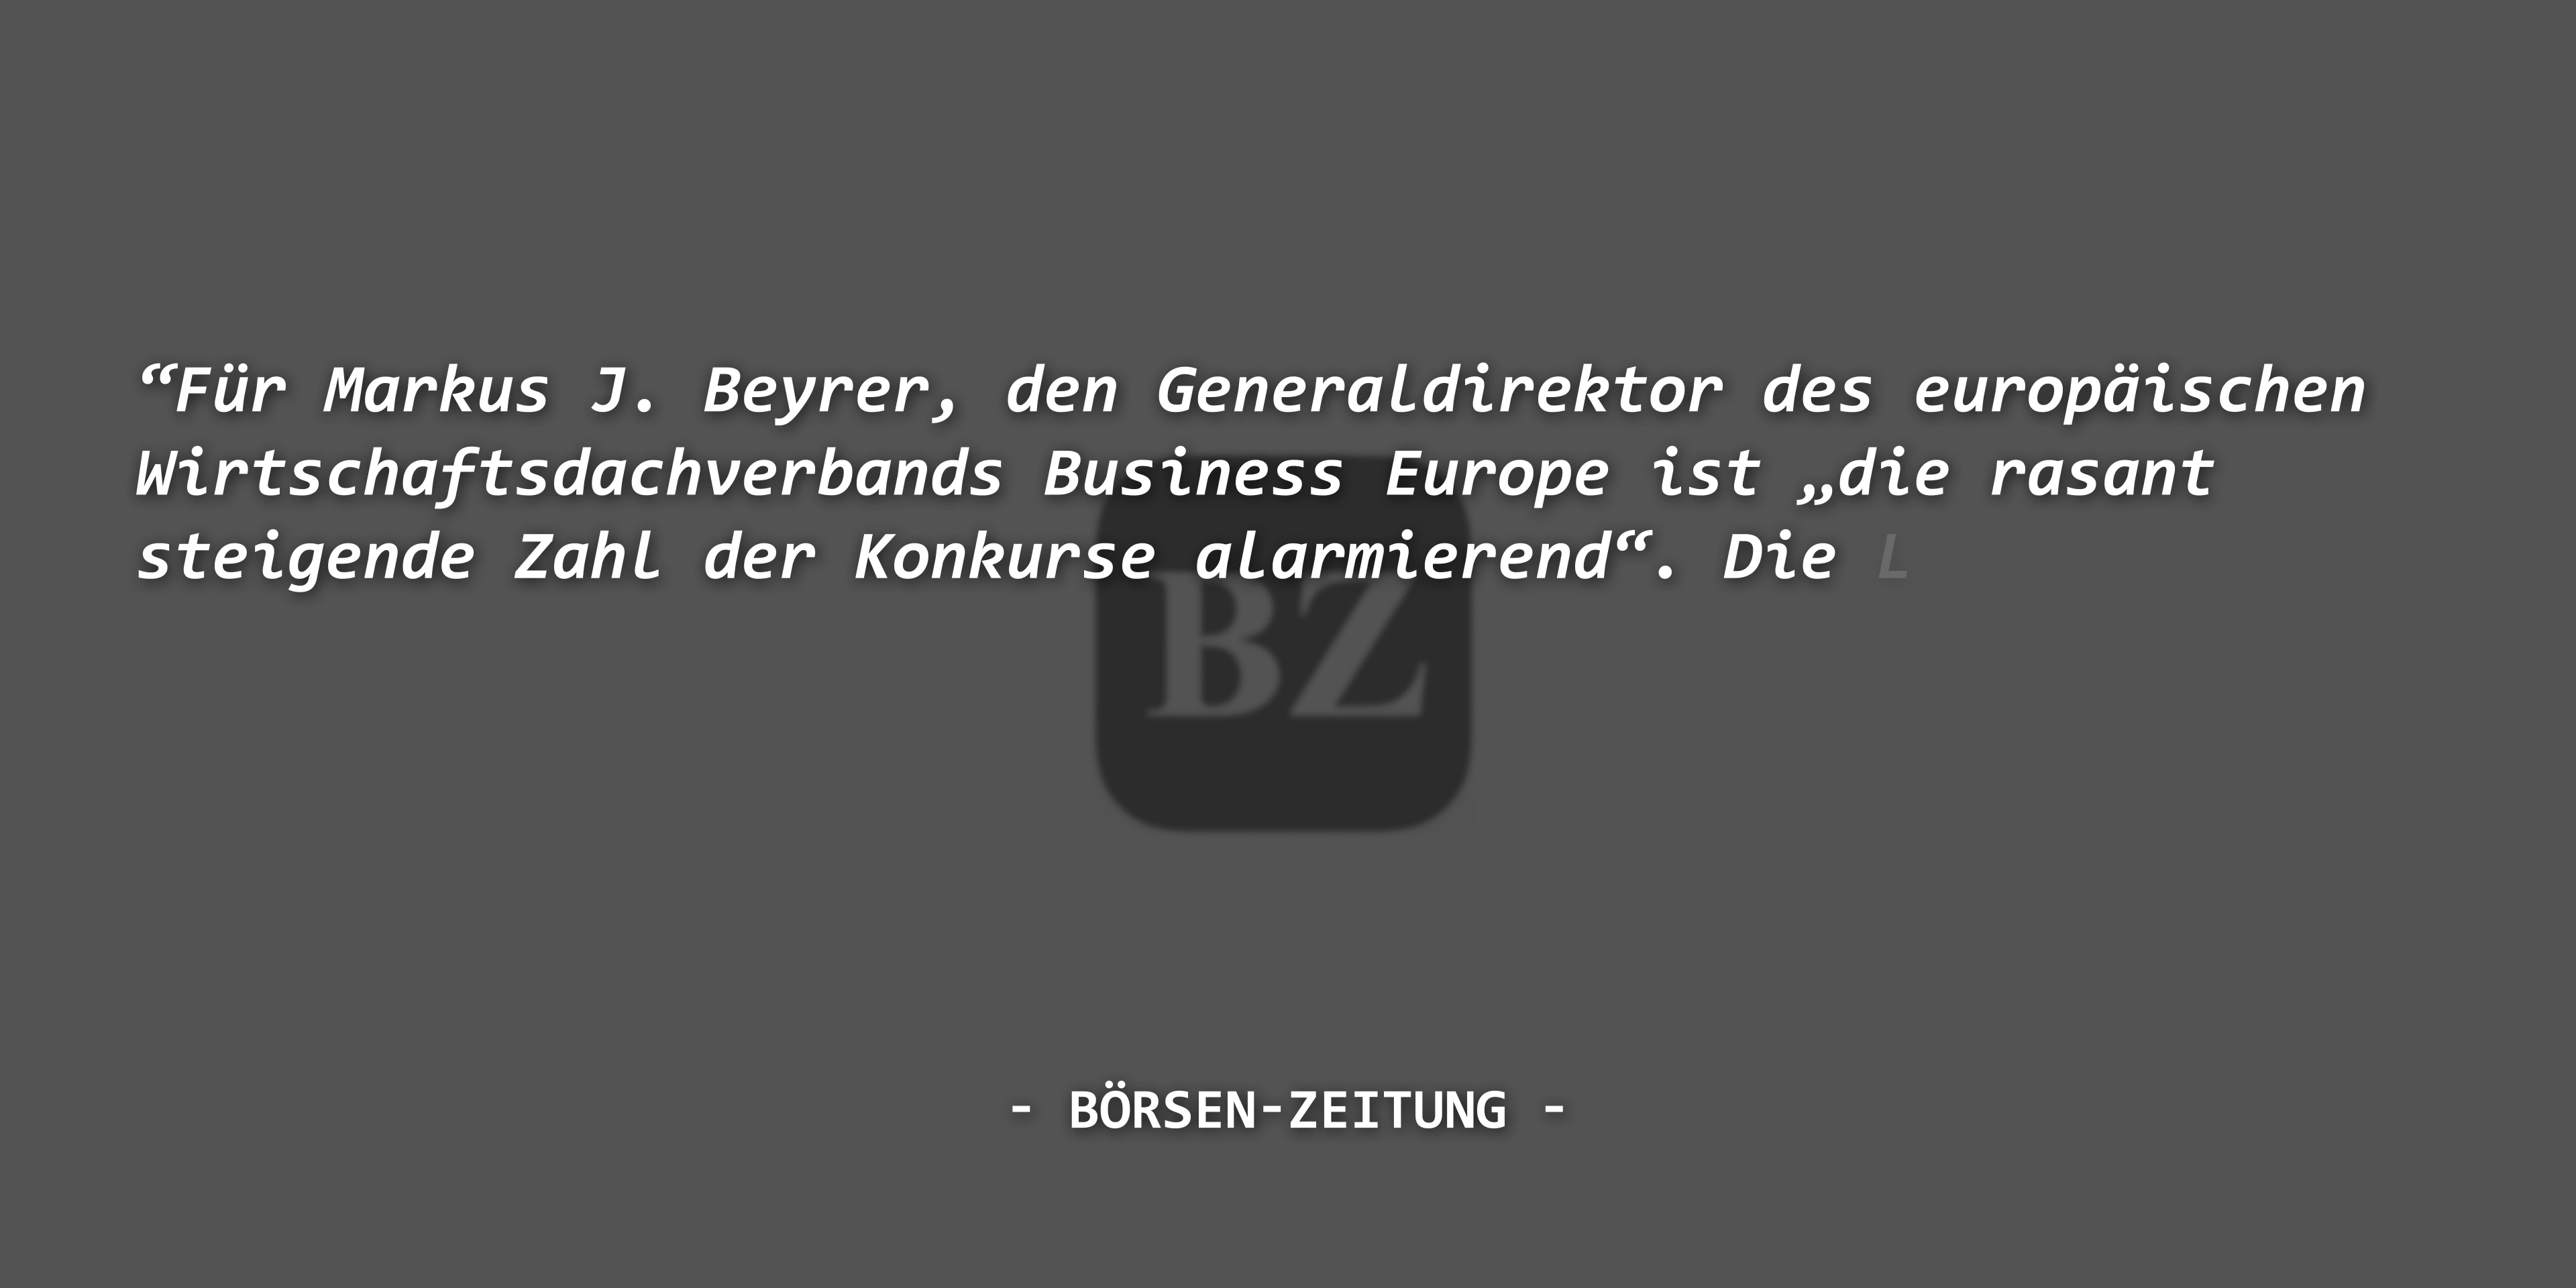 “Für Markus J. Beyrer, den Generaldirektor des europäischen
Wirtschaftsdachverbands Business Europe ist „die rasant
steigende Zahl der Konkurse alarmierend“. Die L
BZ
- BÖRSEN-ZEITUNG -